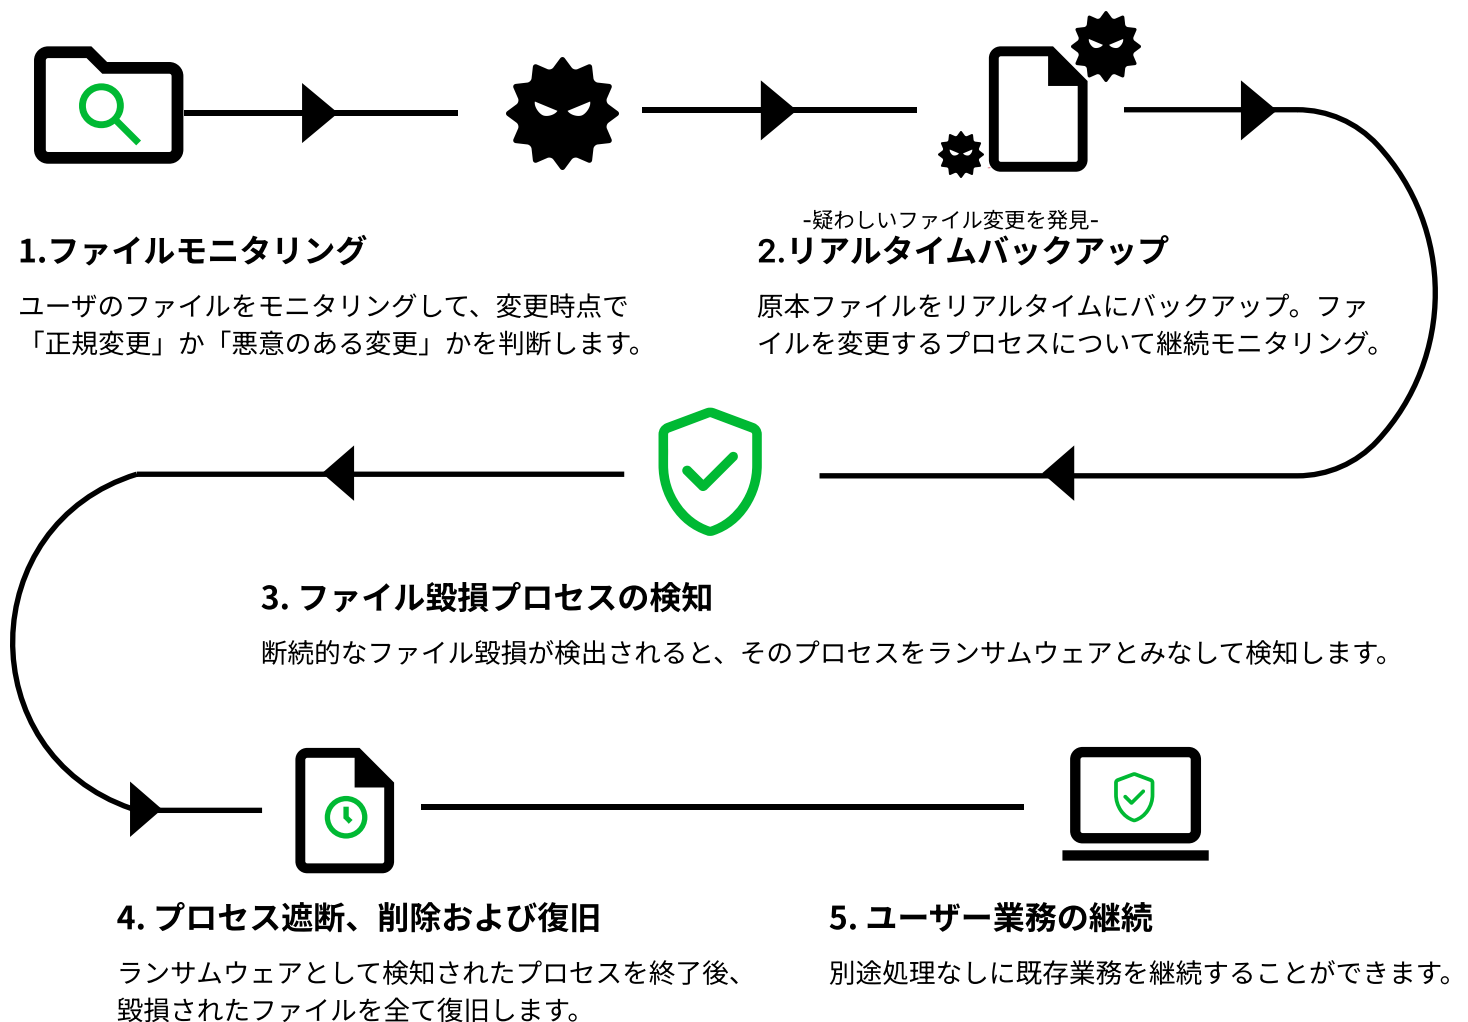 1.ファイルモニタリング
ユーザのファイルをモニタリングして、変更時点で
「正規変更」か「悪意のある変更」かを判断します。
-疑わしいファイル変更を発見-
2.リアルタイムバックアップ
原本ファイルをリアルタイムにバックアップ。ファ
イルを変更するプロセスについて継続モニタリング。
3. ファイル毀損プロセスの検知
断続的なファイル毀損が検出されると、そのプロセスをランサムウェアとみなして検知します。
4. プロセス遮断、削除および復旧
ランサムウェアとして検知されたプロセスを終了後、
毀損されたファイルを全て復旧します。
5. ユーザー業務の継続
別途処理なしに既存業務を継続することができます。